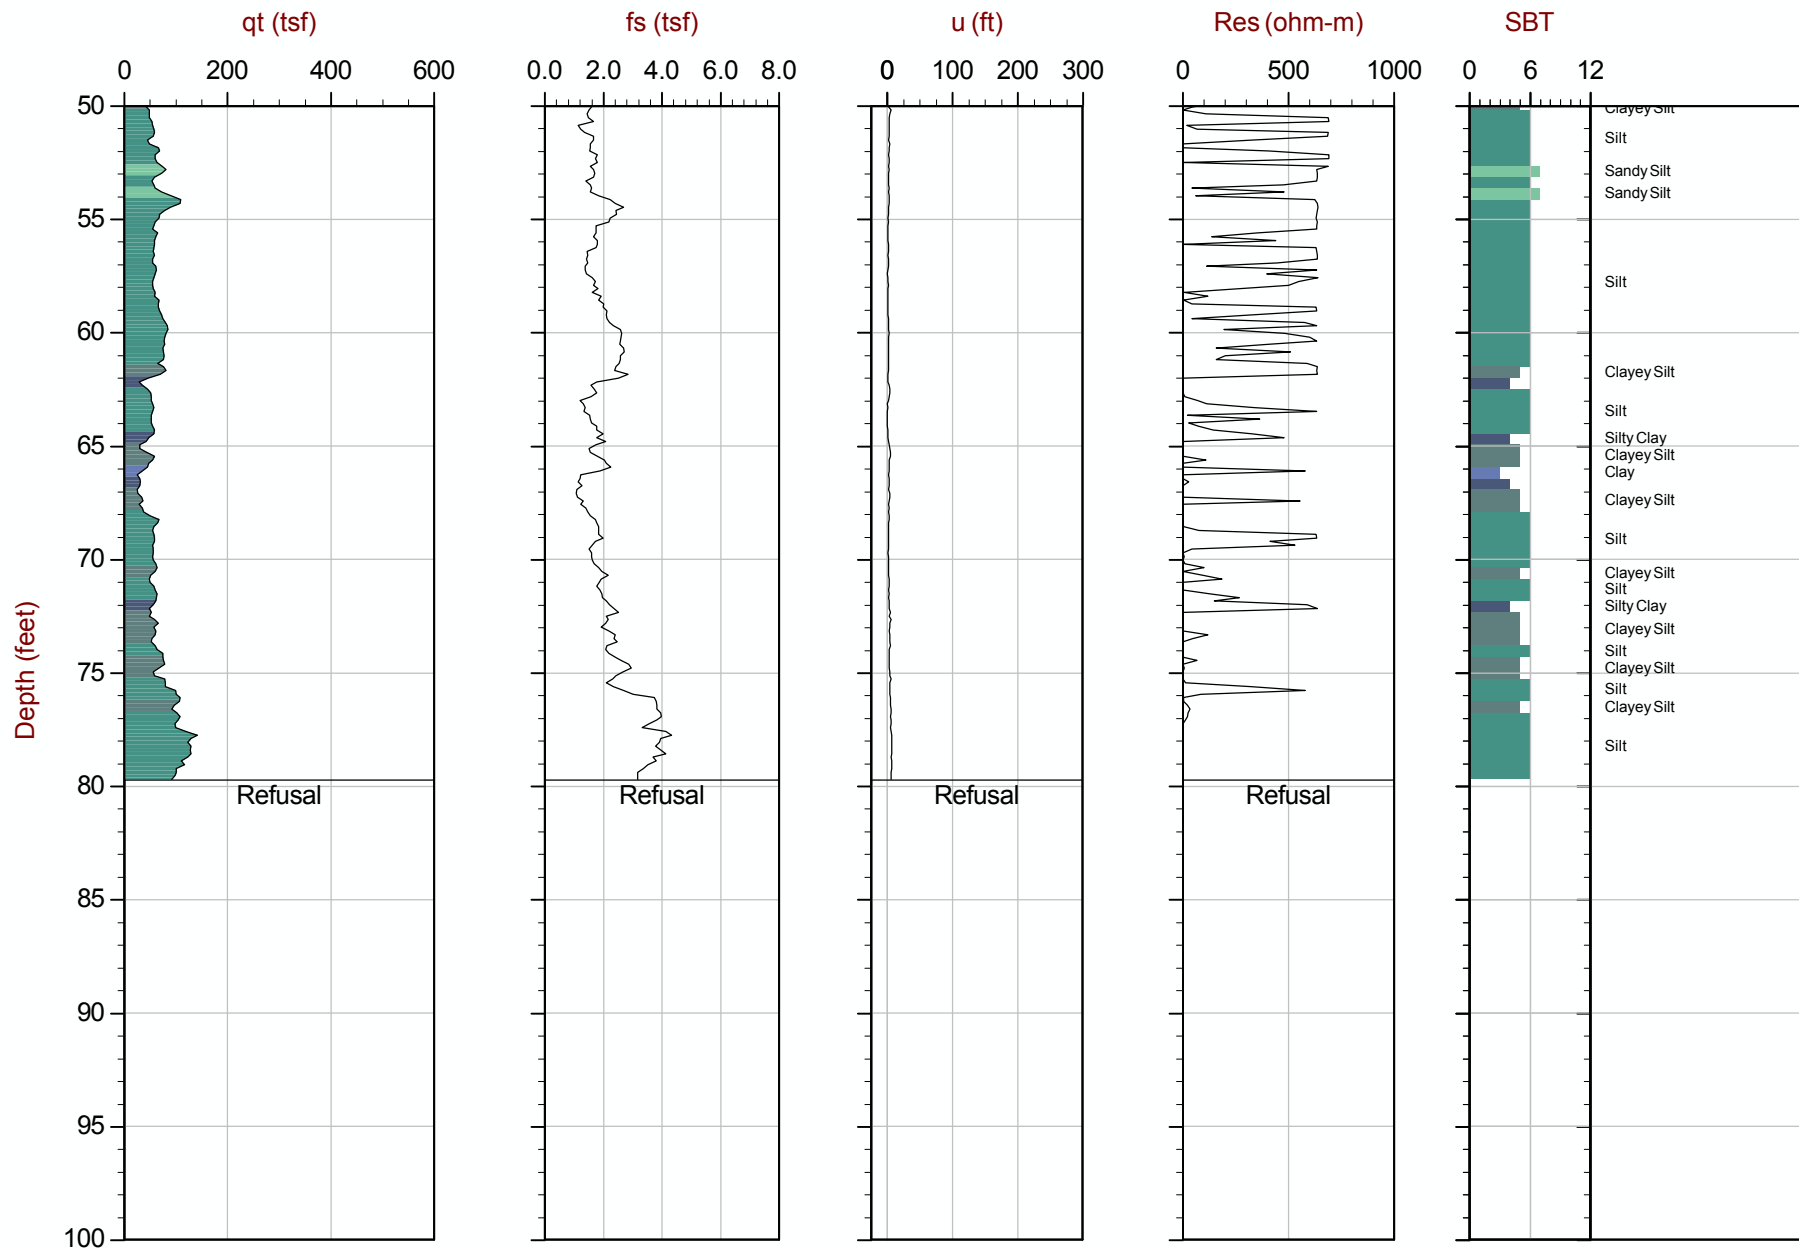 qt (tsf) fs (tsf) u (ft) Res (ohm-m) SBT
0 200 400 600 0.0 2.0 4.0 6.0 8.0 0 0 100 200 300 0 500 1000 0 6 12
50
Clayey Silt
Silt
Sandy Silt
Sandy Silt
55
Silt
60
Clayey Silt
Silt
65
Silty Clay
Clayey Silt
Clay
Clayey Silt
Silt
70
Clayey Silt
Silt
Silty Clay
Clayey Silt
Silt
75
Clayey Silt
Silt
Clayey Silt
Silt
80
Refusal Refusal Refusal Refusal
85
90
95
100
Depth (feet)